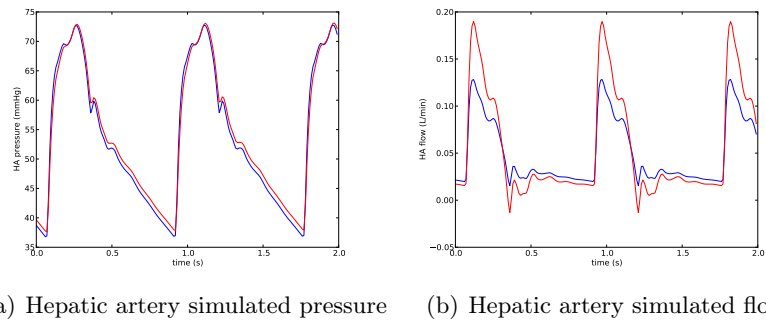 75
70
65
60
55
50
45
40
35
HA pressure (mmHg)
0.0 0.5 1.0 1.5 2.0
time (s)
0.20
0.15
0.10
0.05
0.00
−0.05
HA flow (L/min)
0.0 0.5 1.0 1.5 2.0
time (s)
) Hepatic artery simulated pressure
(b) Hepatic artery simulated flo